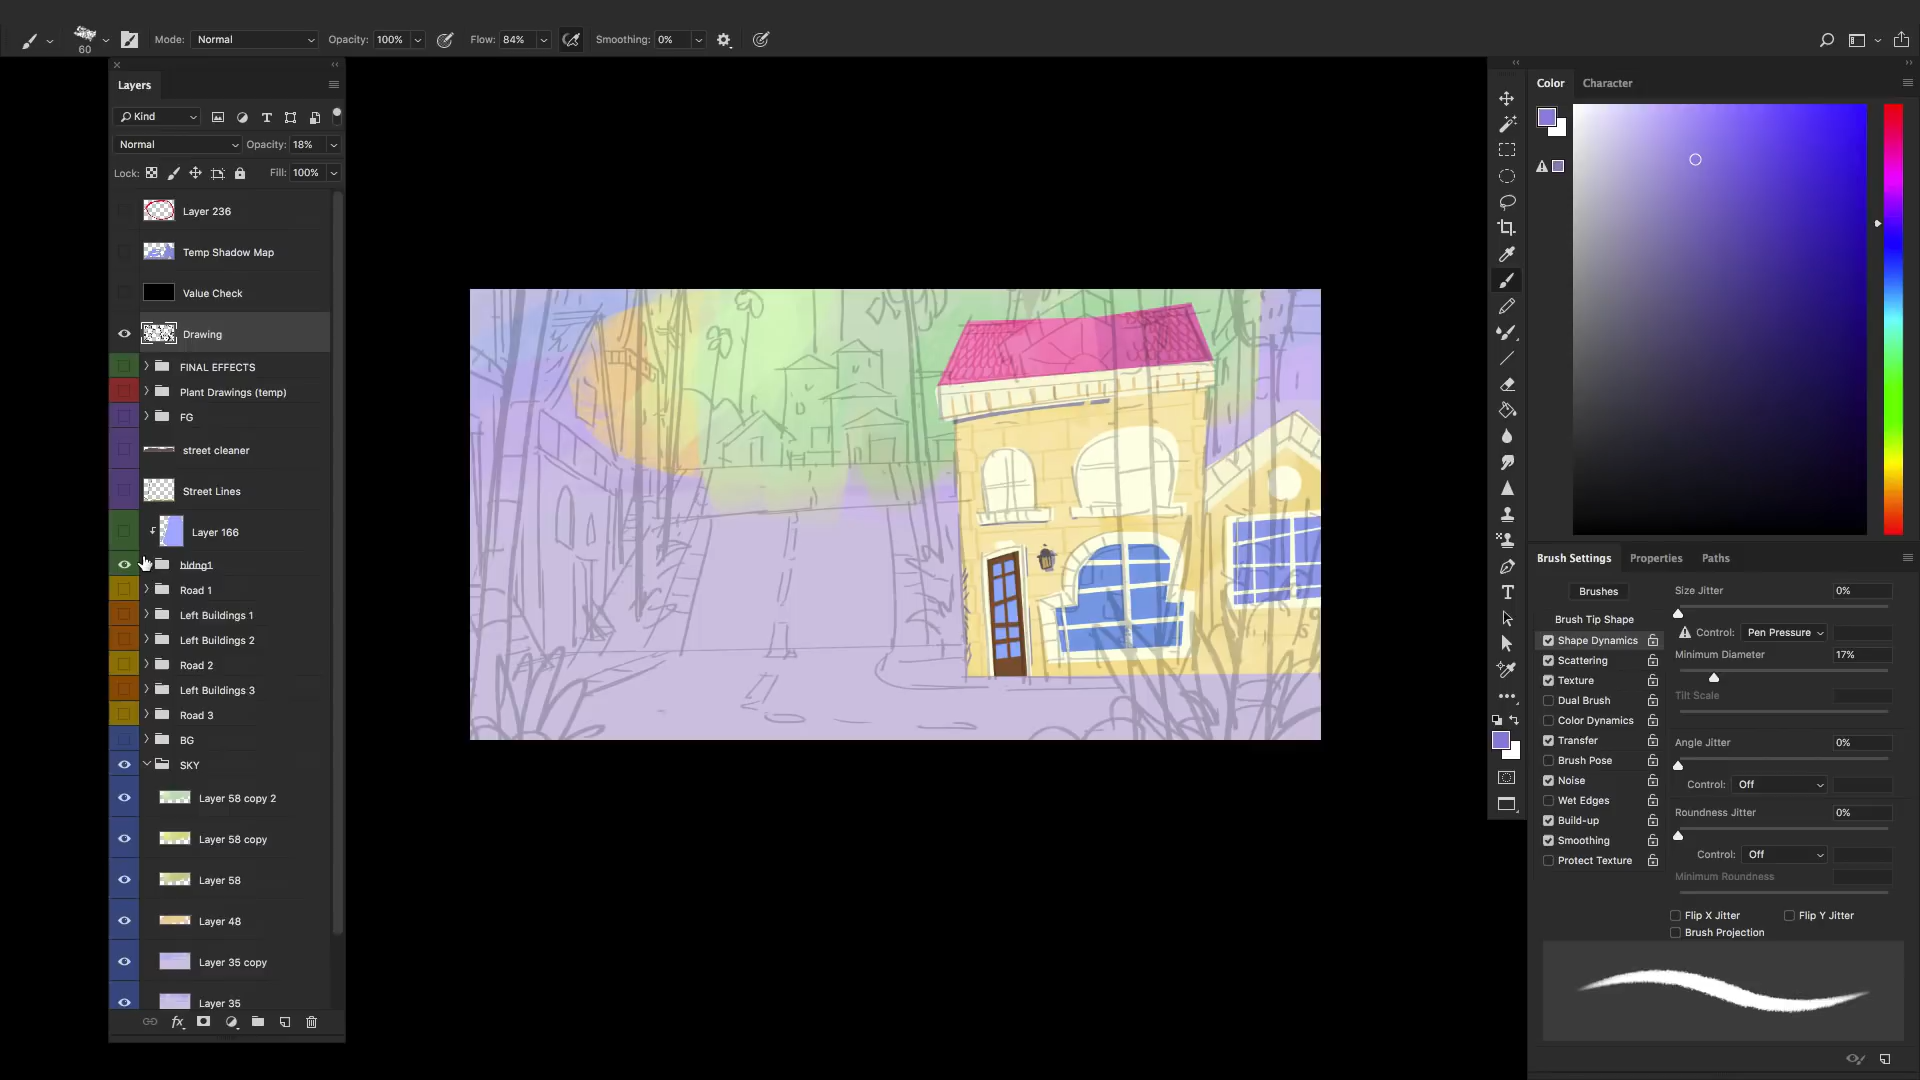 60
Mode: Normal
Opacity: 100%
Flow: 84%
Smoothing: 0%
Layers
Kind
Normal
Opacity: 18%
Lock:
Fill: 100%
Layer 236
Temp Shadow Map
Value Check
Drawing
FINAL EFFECTS
Plant Drawings (temp)
FG
street cleaner
Street Lines
Layer 166
bldng1
Road 1
Left Buildings 1
Left Buildings 2
Road 2
Left Buildings 3
Road 3
BG
SKY
Layer 58 copy 2
Layer 58 copy
Layer 58
Layer 48
Layer 35 copy
Layer 35
fx
Color
Character
Brush Settings
Properties
Paths
Brushes
Brush Tip Shape
Shape Dynamics
Scattering
Texture
Dual Brush
Color Dynamics
Transfer
Brush Pose
Noise
Wet Edges
Build-up
Smoothing
Protect Texture
Size Jitter
0%
Control: Pen Pressure
Minimum Diameter
17%
Tilt Scale
Angle Jitter
0%
Control: Off
Roundness Jitter
0%
Control: Off
Minimum Roundness
Flip X Jitter
Flip Y Jitter
Brush Projection